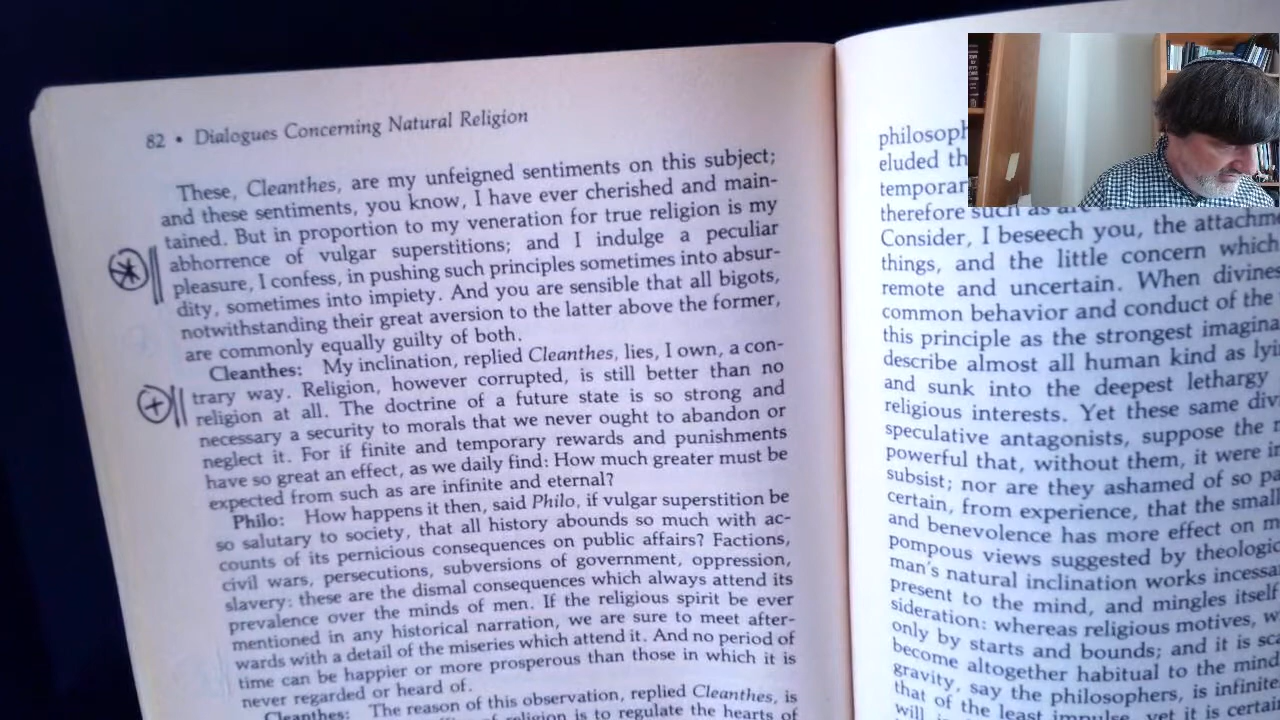 82 • Dialogues Concerning Natural Religion
These, Cleanthes, are my unfeigned sentiments on this subject;
and these sentiments, you know, I have ever cherished and main-
tained. But in proportion to my veneration for true religion is my
abhorrence of vulgar superstitions; and I indulge a peculiar
pleasure, I confess, in pushing such principles sometimes into absur-
dity, sometimes into impiety. And you are sensible that all bigots,
notwithstanding their great aversion to the latter above the former,
are commonly equally guilty of both.
Cleanthes: My inclination, replied Cleanthes, lies, I own, a con-
trary way. Religion, however corrupted, is still better than no
religion at all. The doctrine of a future state is so strong and
necessary a security to morals that we never ought to abandon or
neglect it. For if finite and temporary rewards and punishments
have so great an effect, as we daily find: How much greater must be
expected from such as are infinite and eternal?
Philo: How happens it then, said Philo, if vulgar superstition be
so salutary to society, that all history abounds so much with ac-
counts of its pernicious consequences on public affairs? Factions,
civil wars, persecutions, subversions of government, oppression,
slavery: these are the dismal consequences which always attend its
prevalence over the minds of men. If the religious spirit be ever
mentioned in any historical narration, we are sure to meet after-
wards with a detail of the miseries which attend it. And no period of
time can be happier or more prosperous than those in which it is
never regarded or heard of.
Cleanthes: The reason of this observation, replied Cleanthes, is
of religion is to regulate the hearts of
philosoph
eluded th
temporar
therefore such as are
Consider, I beseech you, the attachm
things, and the little concern which
remote and uncertain. When divines
common behavior and conduct of the
this principle as the strongest imagina
describe almost all human kind as lyi
and sunk into the deepest lethargy
religious interests. Yet these same div
speculative antagonists, suppose the
powerful that, without them, it were i
subsist; nor are they ashamed of so pa
certain, from experience, that the small
and benevolence has more effect on m
pompous views suggested by theologic
man's natural inclination works incessa
present to the mind, and mingles itself
sideration: whereas religious motives, w
only by starts and bounds; and it is sca
become altogether habitual to the mind
gravity, say the philosophers, is infinite
that of the least impulse, yet it is certai
will